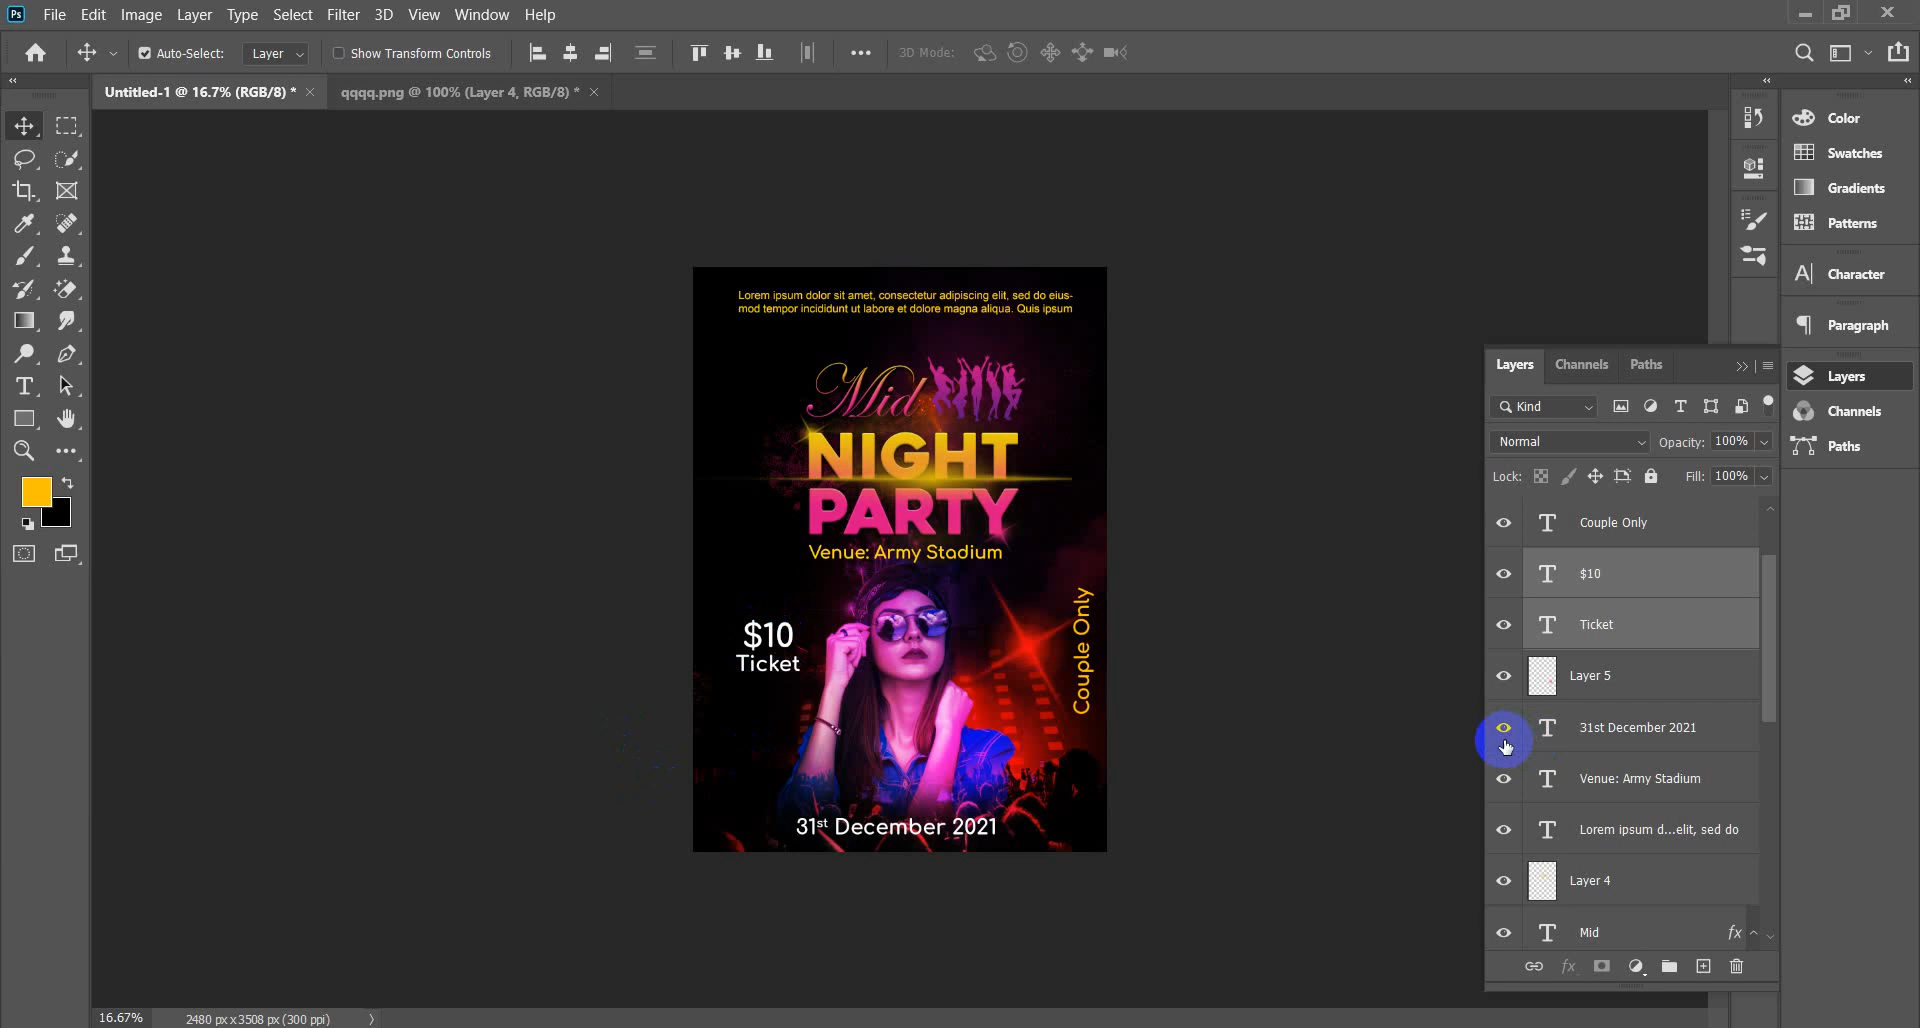 Ps File Edit Image Layer Type Select Filter 3D View Window Help
Auto-Select: Layer Show Transform Controls 3D Mode:
Untitled-1 @ 16.7% (RGB/8) * qqqq.png @ 100% (Layer 4, RGB/8) *
Color
Swatches
Gradients
Patterns
Character
Paragraph
Layers
Channels
Paths
Lorem ipsum dolor sit amet, consectetur adipiscing elit, sed do eius-
mod tempor incididunt ut labore et dolore magna aliqua. Quis ipsum
Mid
NIGHT
PARTY
Venue: Army Stadium
$10
Ticket
Couple Only
31st December 2021
Layers Channels Paths
Kind
Normal Opacity: 100%
Lock: Fill: 100%
Couple Only
$10
Ticket
Layer 5
31st December 2021
Venue: Army Stadium
Lorem ipsum d...elit, sed do
Layer 4
Mid fx
fx
16.67% 2480 px x 3508 px (300 ppi)